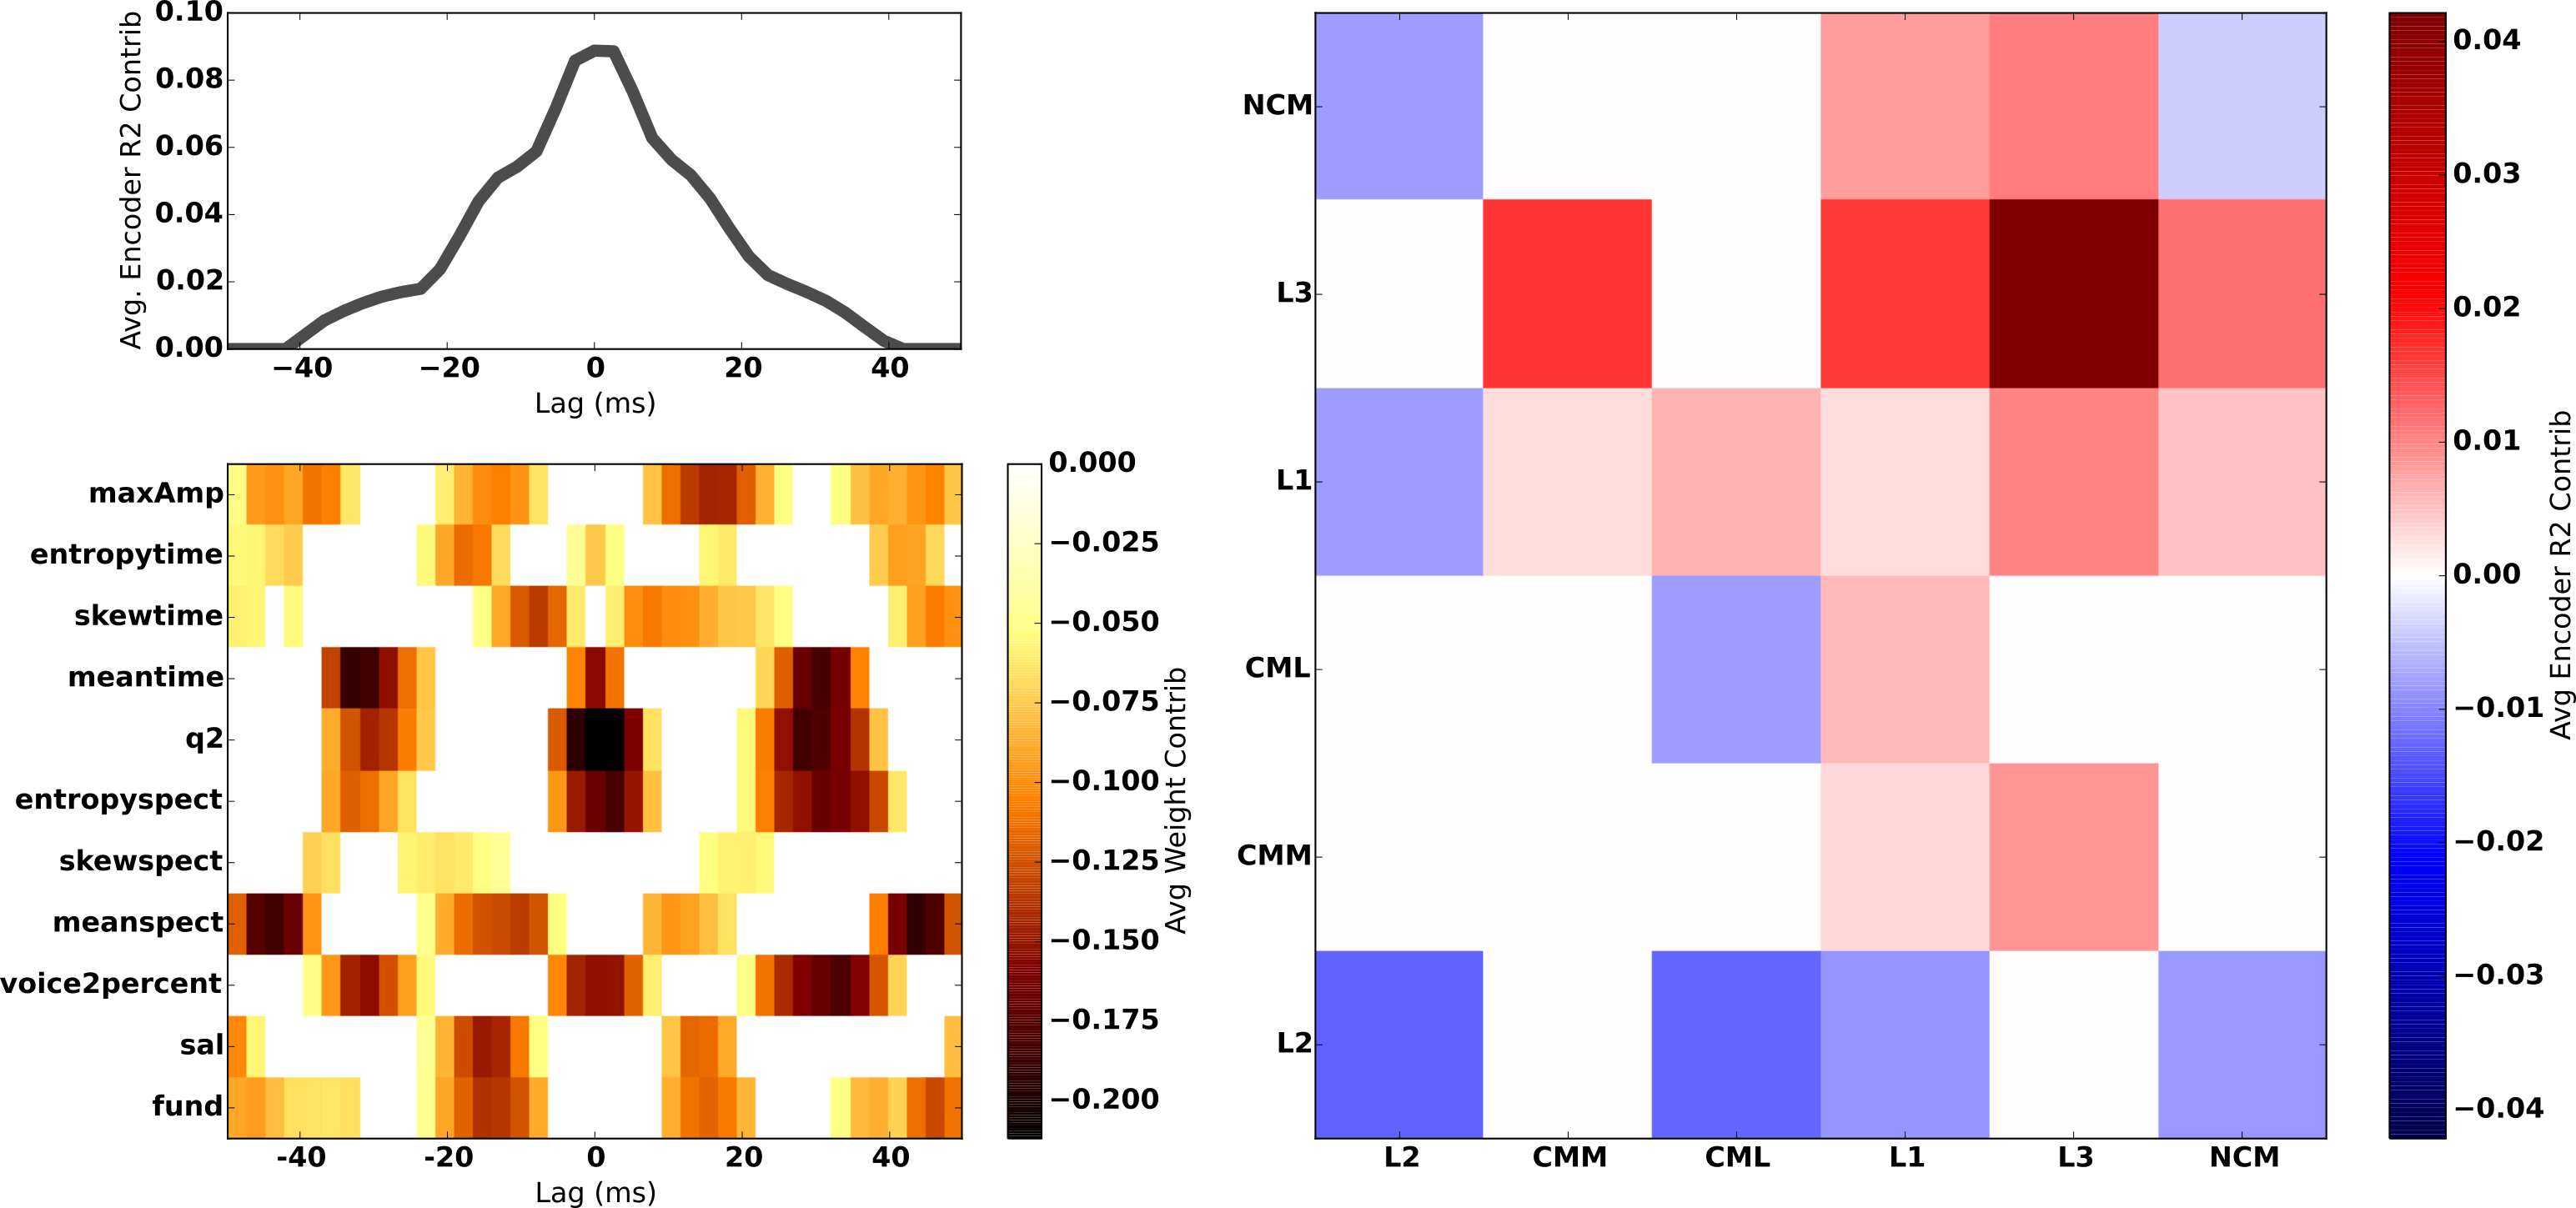 Avg. Encoder R2 Contrib
0.10
0.08
0.06
0.04
0.02
0.00
−40 −20 0 20 40
Lag (ms)
maxAmp
entropytime
skewtime
meantime
q2
entropyspect
skewspect
meanspect
voice2percent
sal
fund
-40 -20 0 20 40
Lag (ms)
0.000
−0.025
−0.050
−0.075
−0.100
−0.125
−0.150
−0.175
−0.200
Avg Weight Contrib
NCM
L3
L1
CML
CMM
L2
L2 CMM CML L1 L3 NCM
0.04
0.03
0.02
0.01
0.00
−0.01
−0.02
−0.03
−0.04
Avg Encoder R2 Contrib